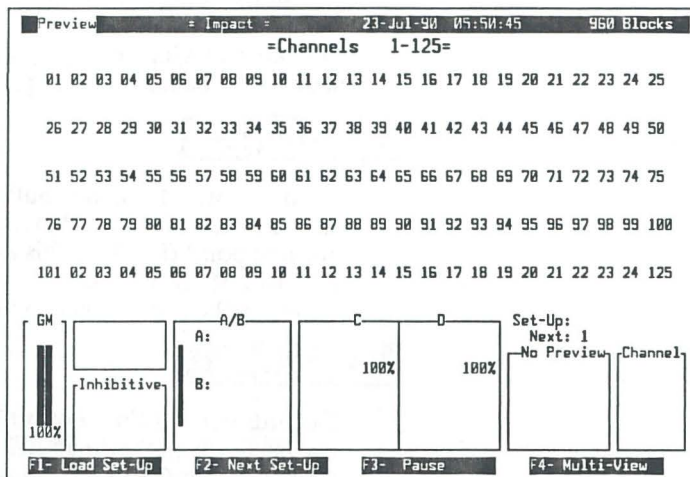 Preview = Impact = 23-Jul-90 05:50:45 960 Blocks
=Channels 1-125=
01 02 03 04 05 06 07 08 09 10 11 12 13 14 15 16 17 18 19 20 21 22 23 24 25
26 27 28 29 30 31 32 33 34 35 36 37 38 39 40 41 42 43 44 45 46 47 48 49 50
51 52 53 54 55 56 57 58 59 60 61 62 63 64 65 66 67 68 69 70 71 72 73 74 75
76 77 78 79 80 81 82 83 84 85 86 87 88 89 90 91 92 93 94 95 96 97 98 99 100
101 02 03 04 05 06 07 08 09 10 11 12 13 14 15 16 17 18 19 20 21 22 23 24 125
GM A/B C D Set-Up:
A: Next: 1
No Preview Channel
100% 100%
Inhibitive B:
100%
F1- Load Set-Up F2- Next Set-Up F3- Pause F4- Multi-View